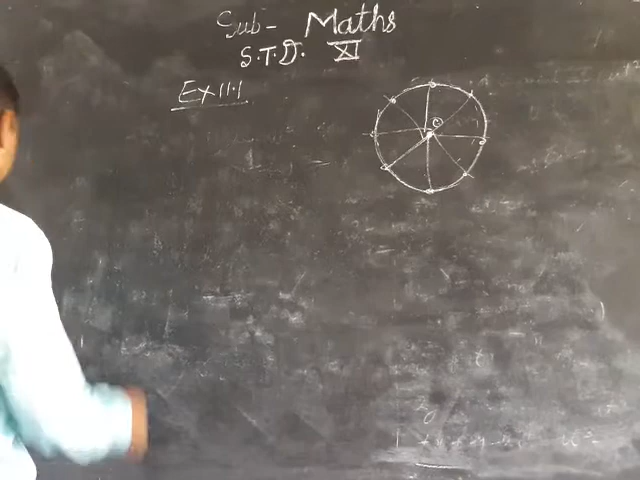 Sub- Maths
S.T.D. XI
Ex 11.1
O